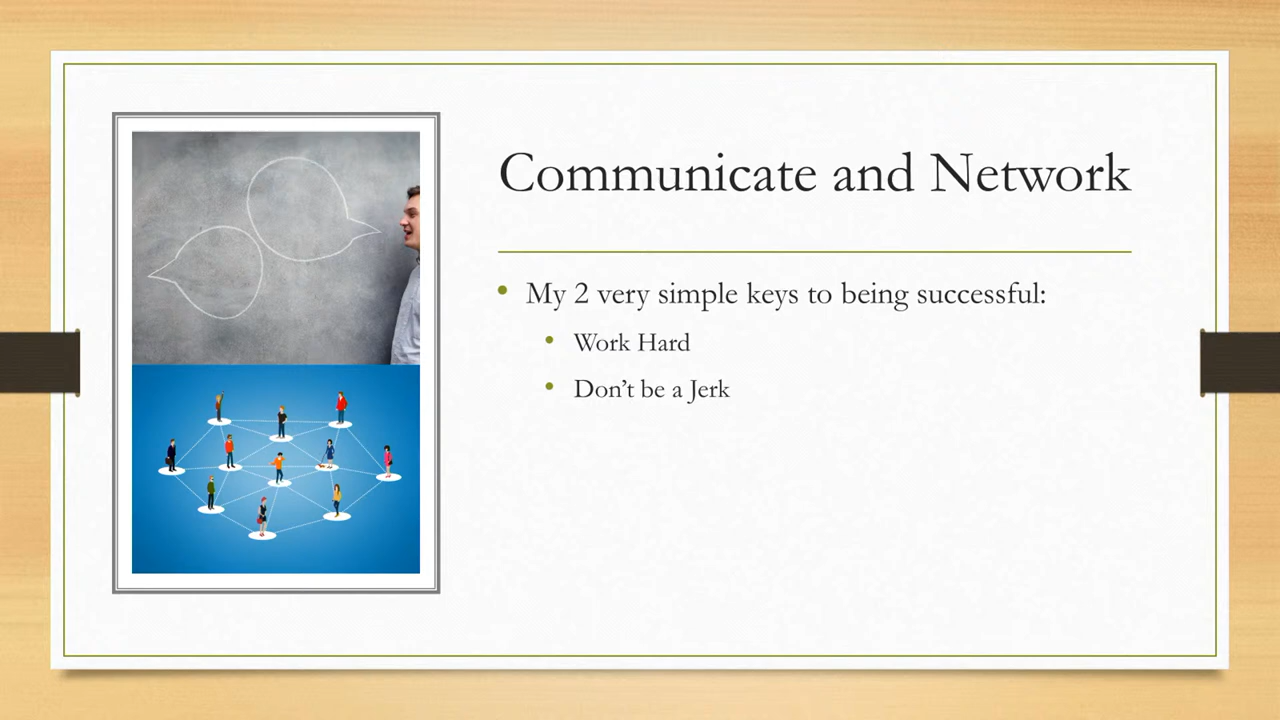 Communicate and Network
• My 2 very simple keys to being successful:
• Work Hard
• Don’t be a Jerk